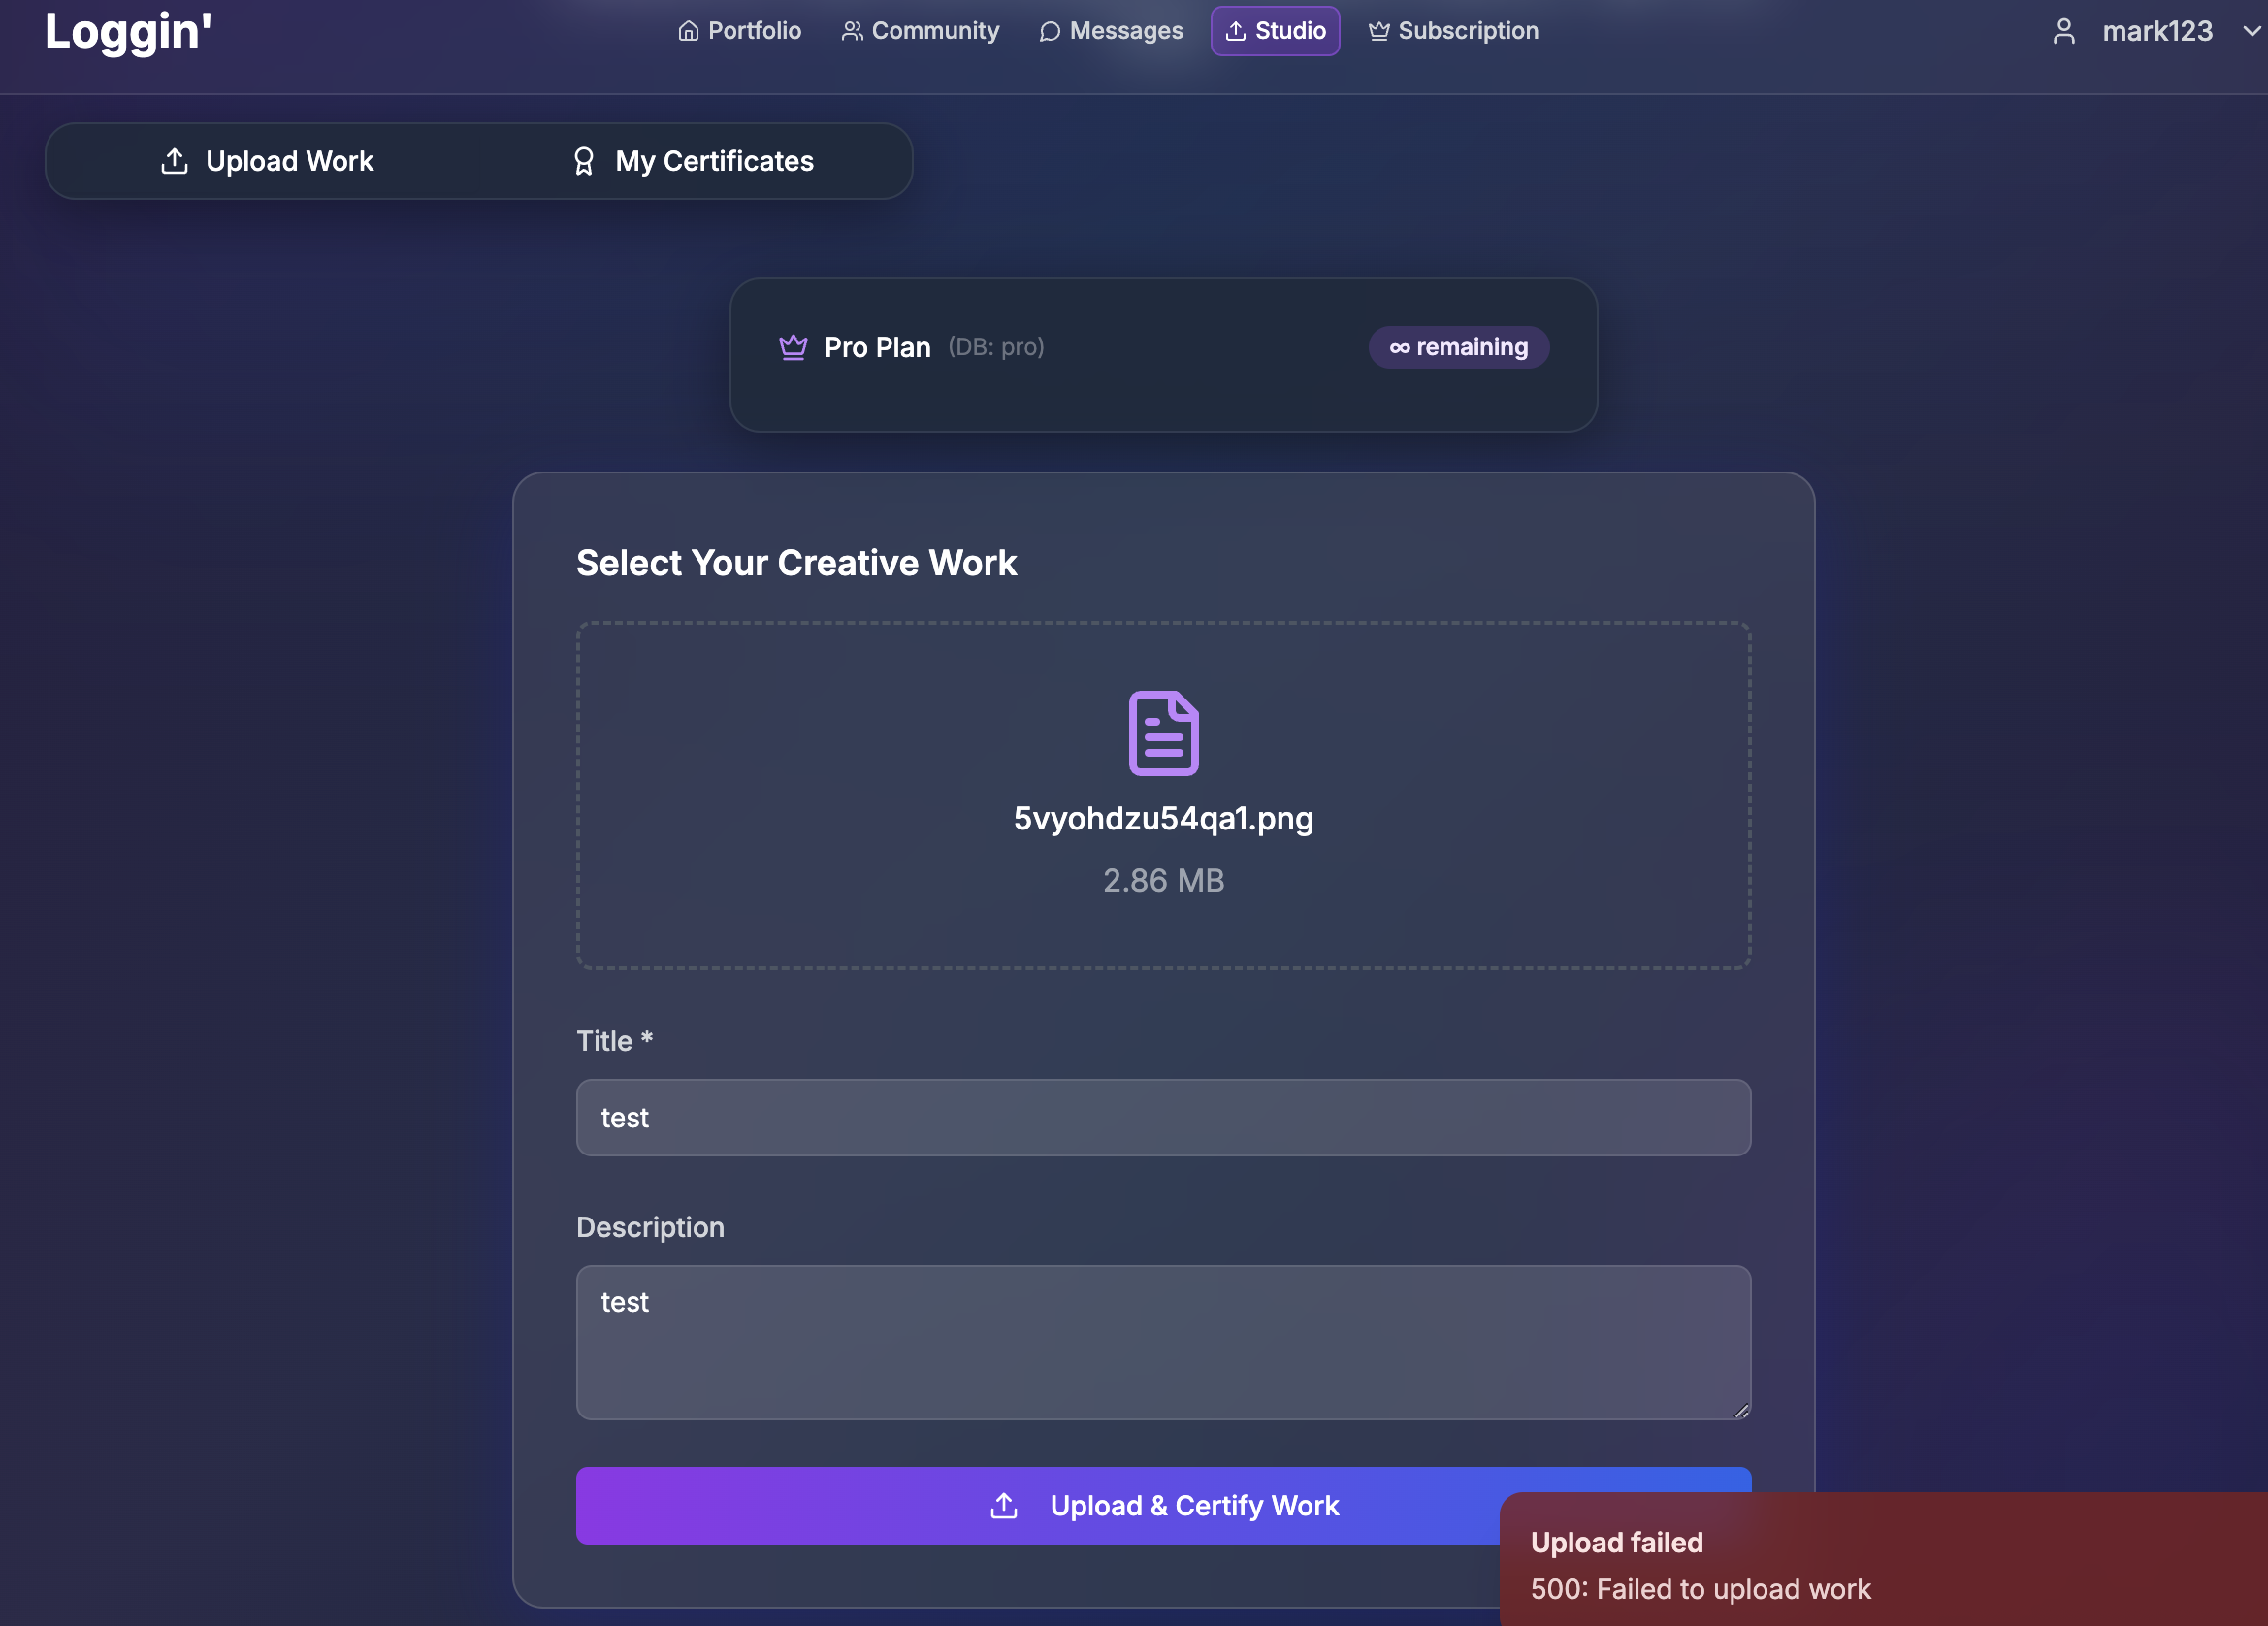 Loggin'
Portfolio
Community
Messages
Studio
Subscription
mark123
Upload Work
My Certificates
Pro Plan (DB: pro)
∞ remaining
Select Your Creative Work
5vyohdzu54qa1.png
2.86 MB
Title *
test
Description
test
Upload & Certify Work
Upload failed
500: Failed to upload work